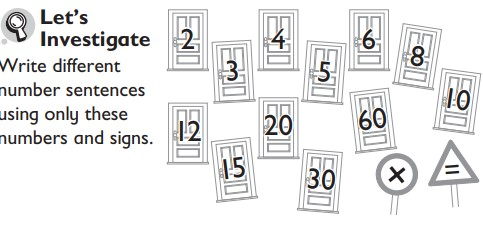 Let's
Investigate
Write different
number sentences
using only these
numbers and signs.
2 4 6 8
3 5 10
12 20 60
15 30 × =